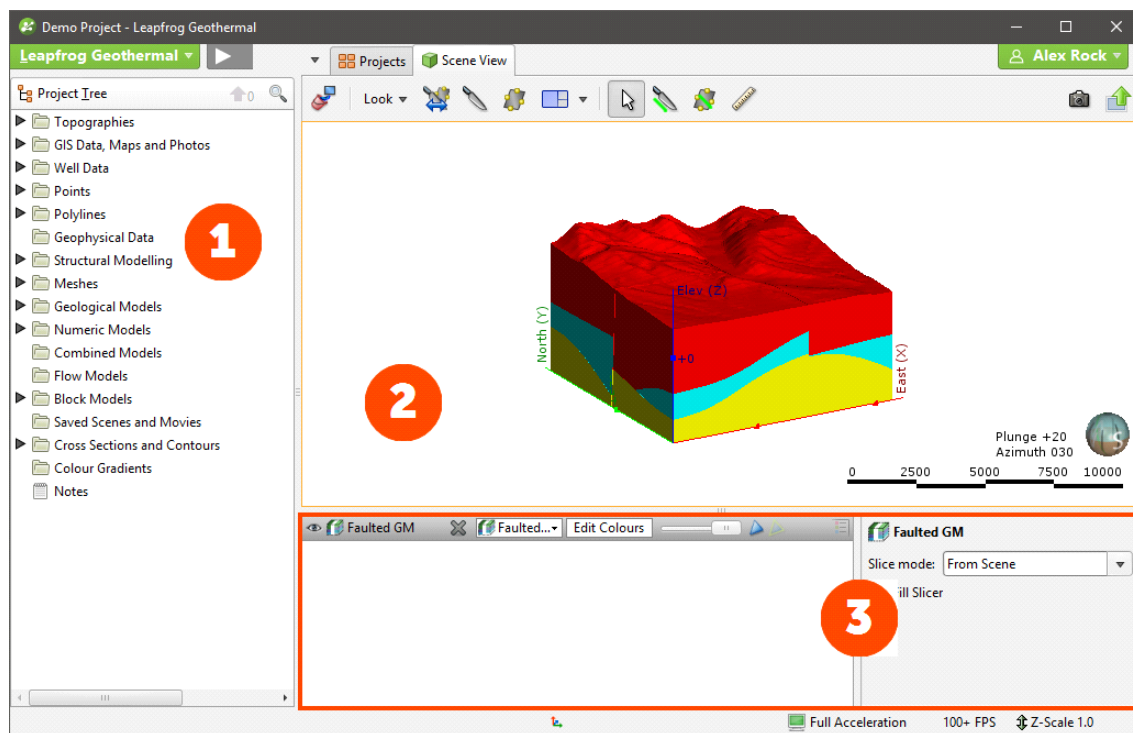 Demo Project - Leapfrog Geothermal
Leapfrog Geothermal
Projects
Scene View
Alex Rock
Project Tree
0
Look
Topographies
GIS Data, Maps and Photos
Well Data
Points
Polylines
Geophysical Data
Structural Modelling
Meshes
Geological Models
Numeric Models
Combined Models
Flow Models
Block Models
Saved Scenes and Movies
Cross Sections and Contours
Colour Gradients
Notes
1
2
Elev (Z)
+0
North (Y)
East (X)
Plunge +20
Azimuth 030
S
0 2500 5000 7500 10000
Faulted GM
Faulted...
Edit Colours
Faulted GM
Slice mode: From Scene
ill Slicer
3
Full Acceleration
100+ FPS
Z-Scale 1.0